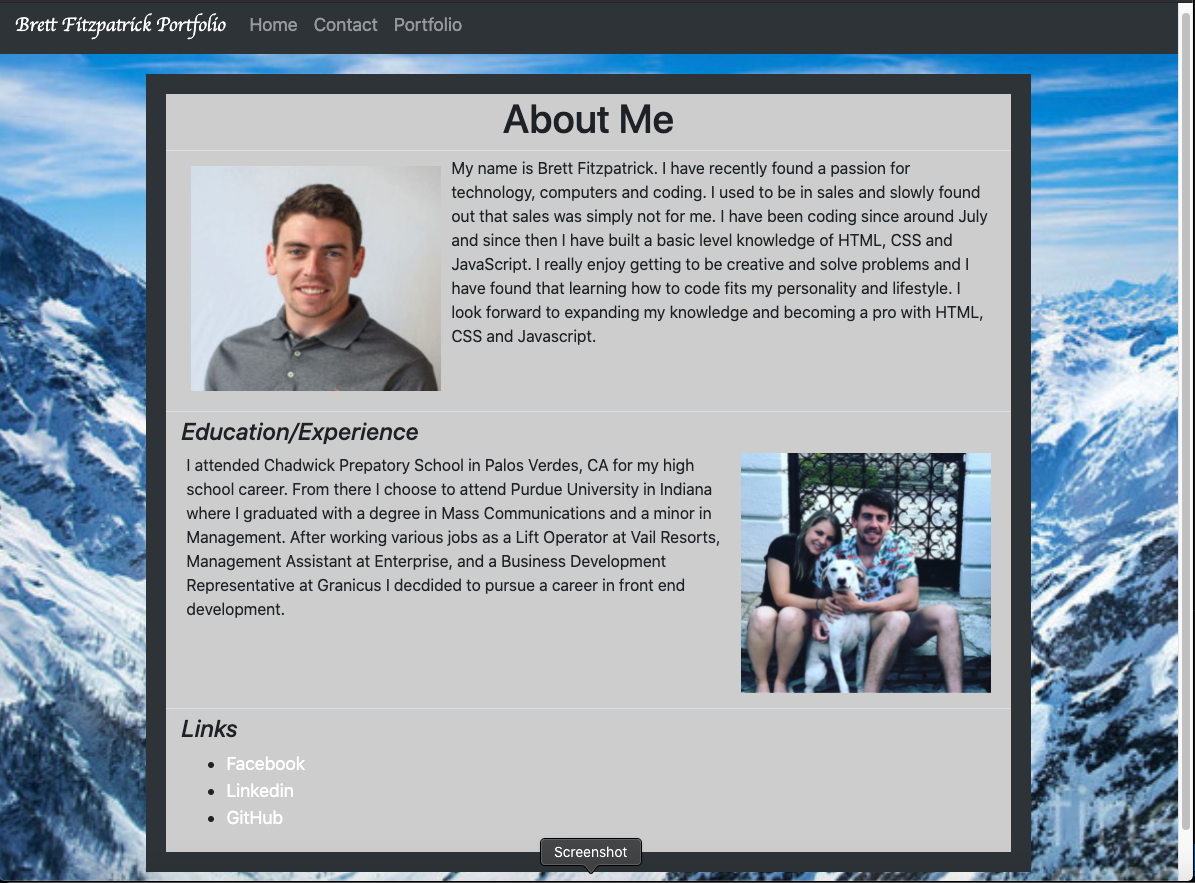 Brett Fitzpatrick Portfolio Home Contact Portfolio
About Me
My name is Brett Fitzpatrick. I have recently found a passion for
technology, computers and coding. I used to be in sales and slowly found
out that sales was simply not for me. I have been coding since around July
and since then I have built a basic level knowledge of HTML, CSS and
JavaScript. I really enjoy getting to be creative and solve problems and I
have found that learning how to code fits my personality and lifestyle. I
look forward to expanding my knowledge and becoming a pro with HTML,
CSS and Javascript.
Education/Experience
I attended Chadwick Prepatory School in Palos Verdes, CA for my high
school career. From there I choose to attend Purdue University in Indiana
where I graduated with a degree in Mass Communications and a minor in
Management. After working various jobs as a Lift Operator at Vail Resorts,
Management Assistant at Enterprise, and a Business Development
Representative at Granicus I decdided to pursue a career in front end
development.
Links
Facebook
Linkedin
GitHub
Screenshot